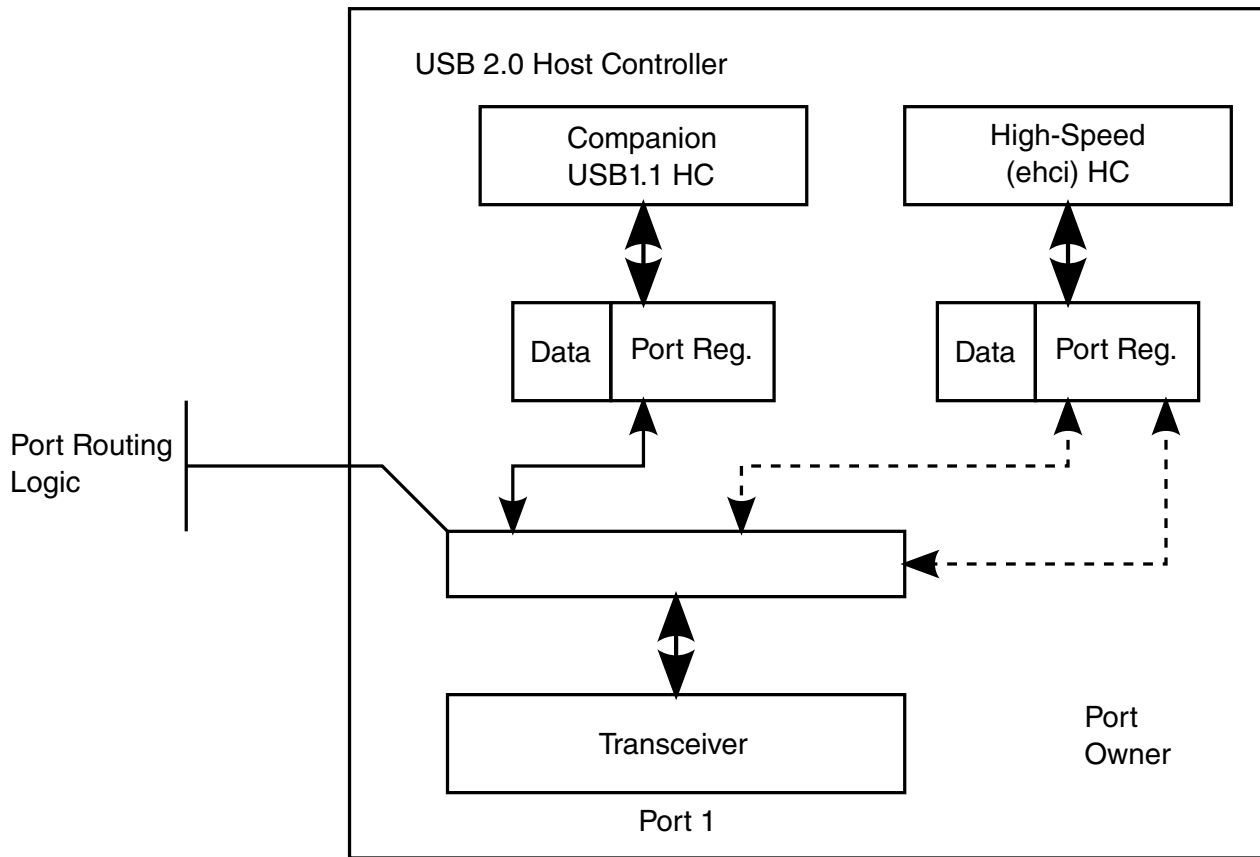 USB 2.0 Host Controller
Companion
USB1.1 HC
High-Speed
(ehci) HC
Data
Port Reg.
Data
Port Reg.
Port Routing
Logic
Transceiver
Port
Owner
Port 1